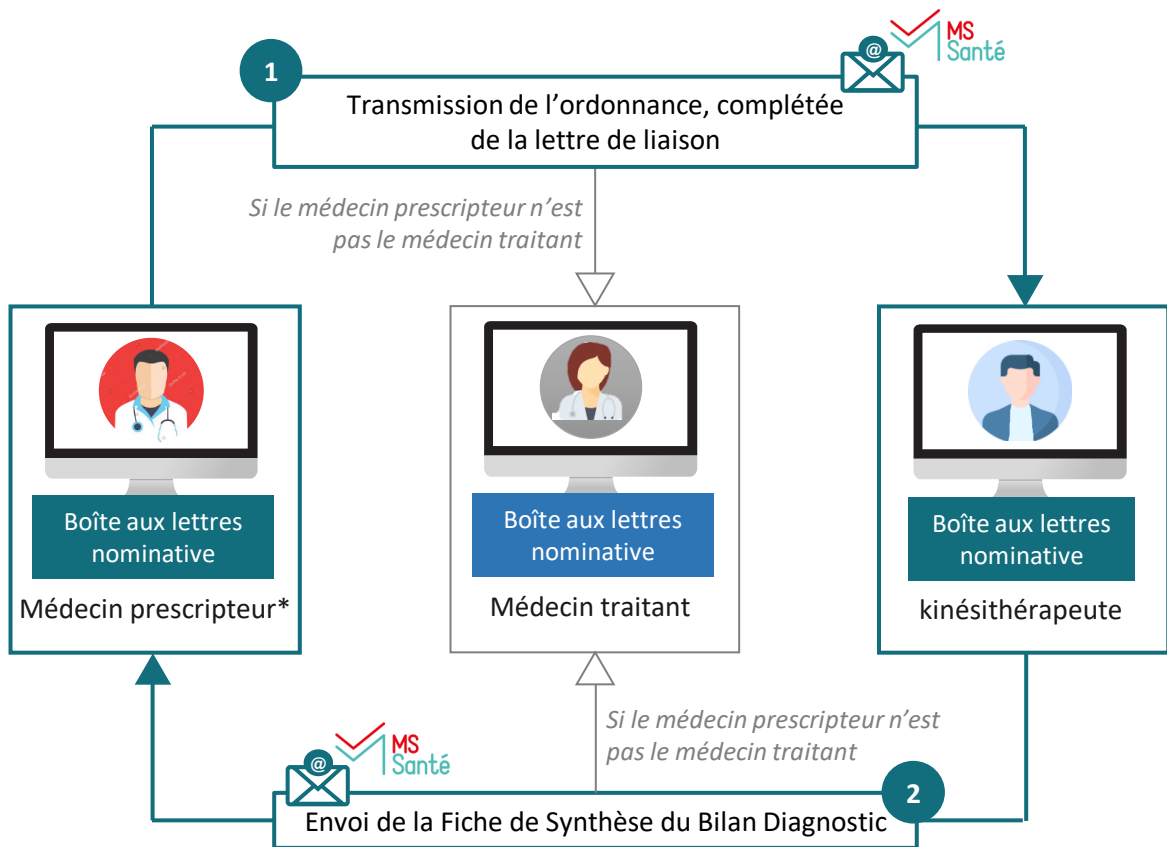 1
@
MS
Santé
Transmission de l’ordonnance, complétée
de la lettre de liaison
Si le médecin prescripteur n’est
pas le médecin traitant
Boîte aux lettres
nominative
Médecin prescripteur*
Boîte aux lettres
nominative
Médecin traitant
Boîte aux lettres
nominative
kinésithérapeute
Si le médecin prescripteur n’est
pas le médecin traitant
@
MS
Santé
2
Envoi de la Fiche de Synthèse du Bilan Diagnostic